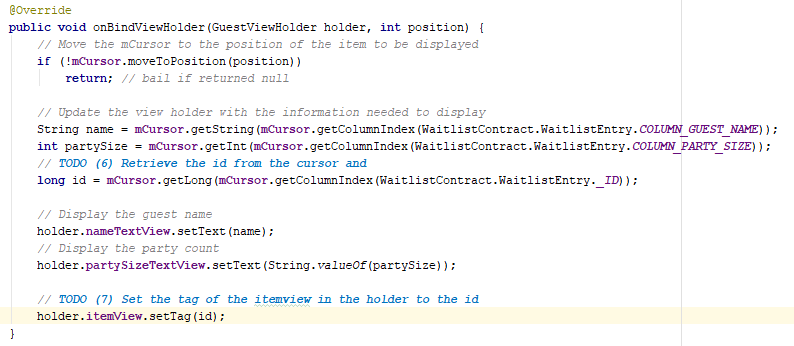 @Override
public void onBindViewHolder(GuestViewHolder holder, int position) {
// Move the mCursor to the position of the item to be displayed
if (!mCursor.moveToPosition(position))
return; // bail if returned null
// Update the view holder with the information needed to display
String name = mCursor.getString(mCursor.getColumnIndex(WaitlistContract.WaitlistEntry.COLUMN_GUEST_NAME));
int partySize = mCursor.getInt(mCursor.getColumnIndex(WaitlistContract.WaitlistEntry.COLUMN_PARTY_SIZE));
// TODO (6) Retrieve the id from the cursor and
long id = mCursor.getLong(mCursor.getColumnIndex(WaitlistContract.WaitlistEntry._ID));
// Display the guest name
holder.nameTextView.setText(name);
// Display the party count
holder.partySizeTextView.setText(String.valueOf(partySize));
// TODO (7) Set the tag of the itemview in the holder to the id
holder.itemView.setTag(id);
}